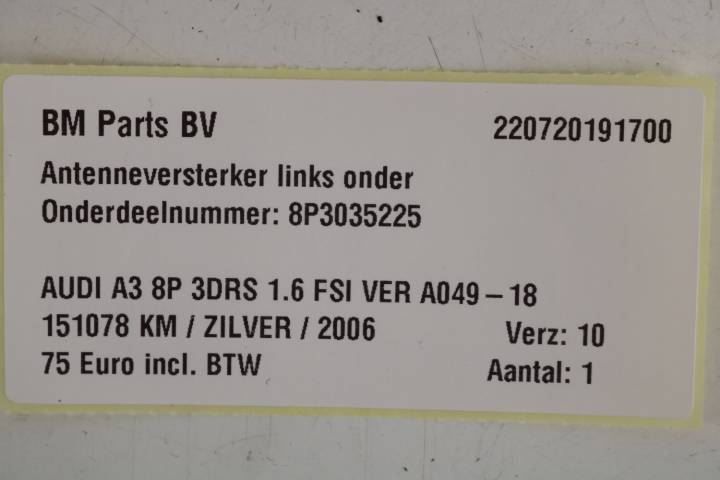 BM Parts BV 220720191700
Antenneversterker links onder
Onderdeelnummer: 8P3035225
AUDI A3 8P 3DRS 1.6 FSI VER A049-18
151078 KM / ZILVER / 2006 Verz: 10
75 Euro incl. BTW Aantal: 1